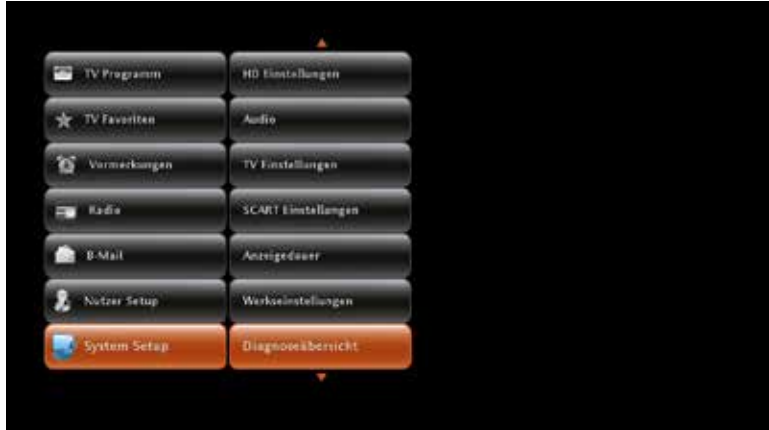 TV Programm
HD Einstellungen
TV Favoriten
Audio
Vormerkungen
TV Einstellungen
Radio
SCART Einstellungen
B-Mail
Anzeigedauer
Nutzer Setup
Werkseinstellungen
System Setup
Diagnoseübersicht